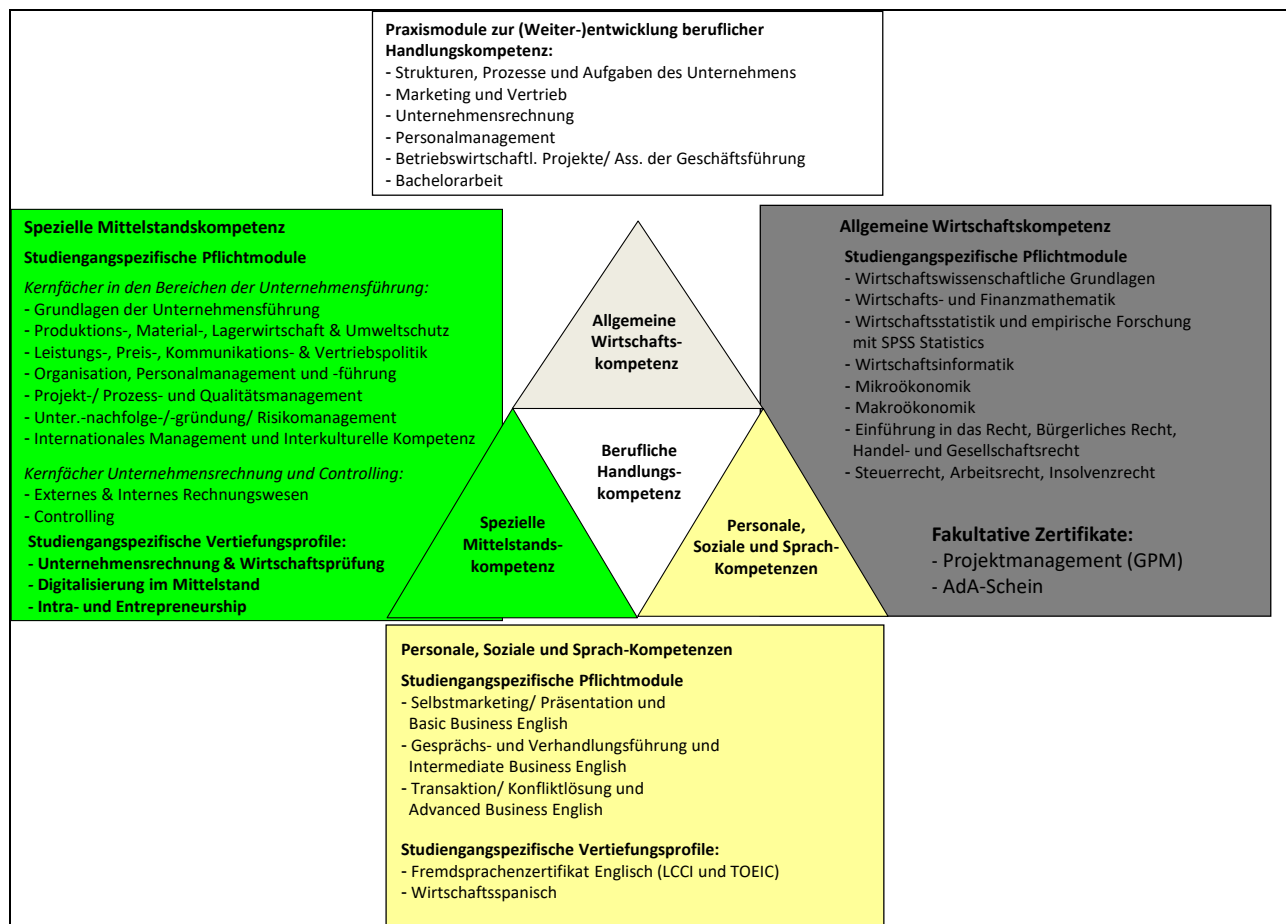 Praxismodule zur (Weiter-)entwicklung beruflicher
Handlungskompetenz:
- Strukturen, Prozesse und Aufgaben des Unternehmens
- Marketing und Vertrieb
- Unternehmensrechnung
- Personalmanagement
- Betriebswirtschaftl. Projekte/ Ass. der Geschäftsführung
- Bachelorarbeit
Spezielle Mittelstandskompetenz
Studiengangspezifische Pflichtmodule
Kernfächer in den Bereichen der Unternehmensführung:
- Grundlagen der Unternehmensführung
- Produktions-, Material-, Lagerwirtschaft & Umweltschutz
- Leistungs-, Preis-, Kommunikations- & Vertriebspolitik
- Organisation, Personalmanagement und -führung
- Projekt-/ Prozess- und Qualitätsmanagement
- Unter.-nachfolge-/-gründung/ Risikomanagement
- Internationales Management und Interkulturelle Kompetenz
Kernfächer Unternehmensrechnung und Controlling:
- Externes & Internes Rechnungswesen
- Controlling
Studiengangspezifische Vertiefungsprofile:
- Unternehmensrechnung & Wirtschaftsprüfung
- Digitalisierung im Mittelstand
- Intra- und Entrepreneurship
Allgemeine
Wirtschafts-
kompetenz
Berufliche
Handlungs-
kompetenz
Spezielle
Mittelstands-
kompetenz
Personale,
Soziale und Sprach-
Kompetenzen
Allgemeine Wirtschaftskompetenz
Studiengangspezifische Pflichtmodule
- Wirtschaftswissenschaftliche Grundlagen
- Wirtschafts- und Finanzmathematik
- Wirtschaftsstatistik und empirische Forschung
mit SPSS Statistics
- Wirtschaftsinformatik
- Mikroökonomik
- Makroökonomik
- Einführung in das Recht, Bürgerliches Recht,
Handel- und Gesellschaftsrecht
- Steuerrecht, Arbeitsrecht, Insolvenzrecht
Fakultative Zertifikate:
- Projektmanagement (GPM)
- AdA-Schein
Personale, Soziale und Sprach-Kompetenzen
Studiengangspezifische Pflichtmodule
- Selbstmarketing/ Präsentation und
Basic Business English
- Gesprächs- und Verhandlungsführung und
Intermediate Business English
- Transaktion/ Konfliktlösung und
Advanced Business English
Studiengangspezifische Vertiefungsprofile:
- Fremdsprachenzertifikat Englisch (LCCI und TOEIC)
- Wirtschaftsspanisch